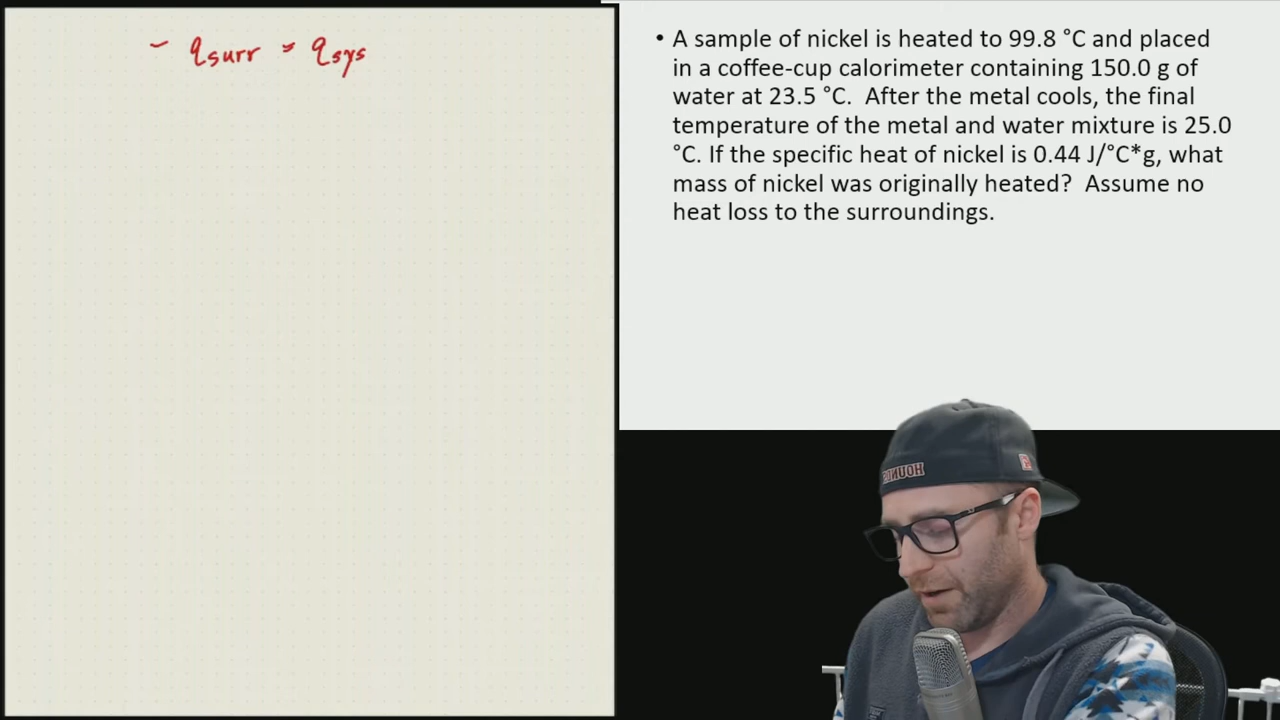 - qsurr = qsys
• A sample of nickel is heated to 99.8 °C and placed
in a coffee-cup calorimeter containing 150.0 g of
water at 23.5 °C.  After the metal cools, the final
temperature of the metal and water mixture is 25.0
°C. If the specific heat of nickel is 0.44 J/°C*g, what
mass of nickel was originally heated?  Assume no
heat loss to the surroundings.